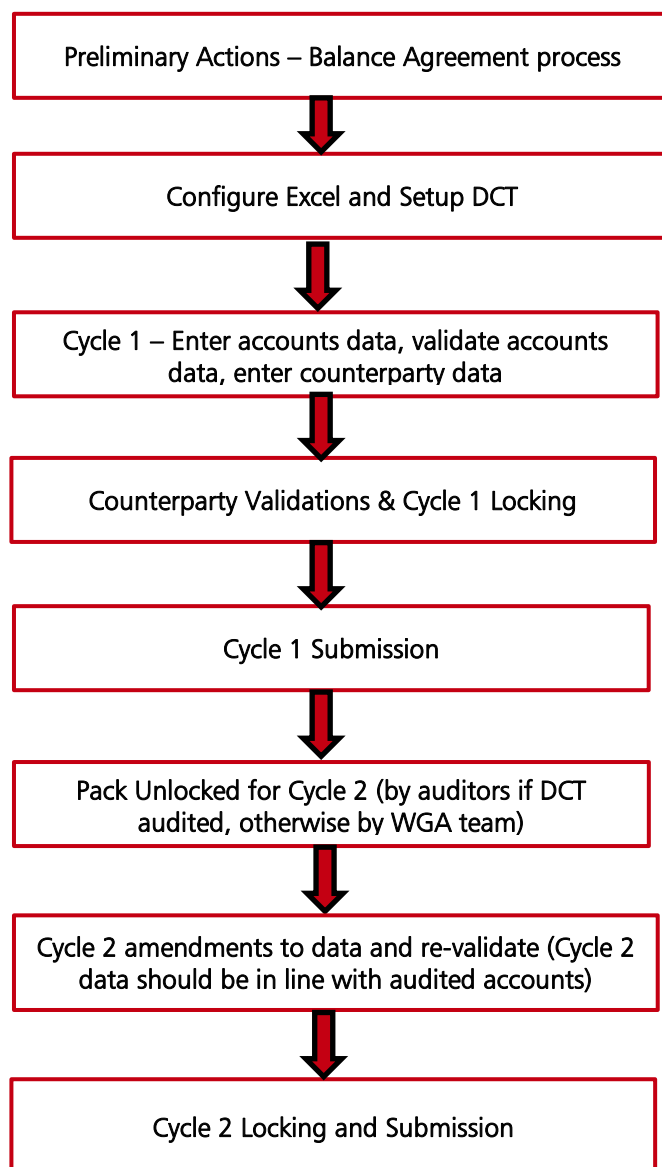 Preliminary Actions – Balance Agreement process
Configure Excel and Setup DCT
Cycle 1 – Enter accounts data, validate accounts
data, enter counterparty data
Counterparty Validations & Cycle 1 Locking
Cycle 1 Submission
Pack Unlocked for Cycle 2 (by auditors if DCT
audited, otherwise by WGA team)
Cycle 2 amendments to data and re-validate (Cycle 2
data should be in line with audited accounts)
Cycle 2 Locking and Submission